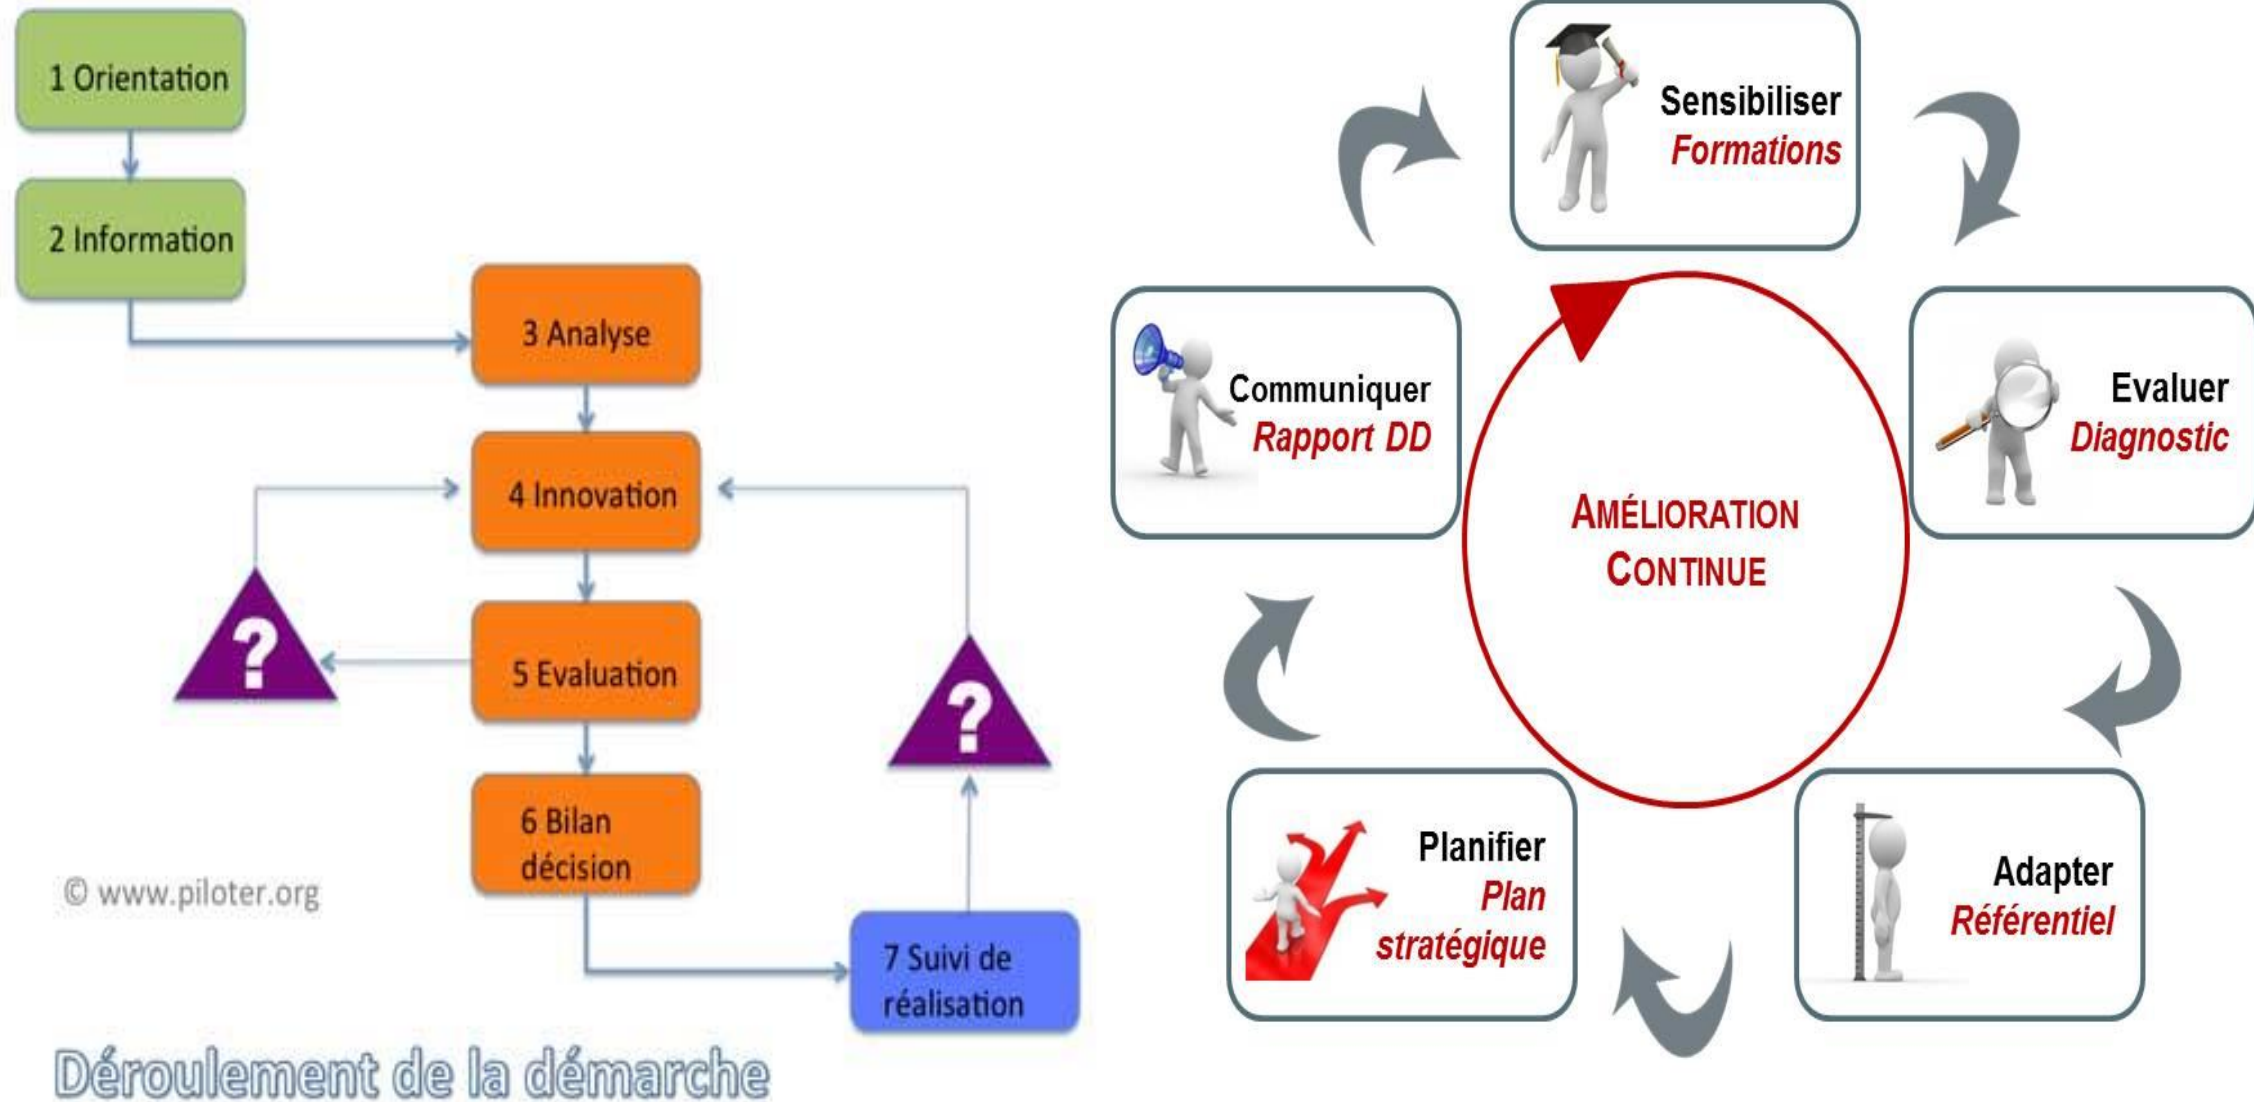 1 Orientation
2 Information
3 Analyse
4 Innovation
?
5 Evaluation
?
6 Bilan
décision
7 Suivi de
réalisation
© www.piloter.org
Déroulement de la démarche
Sensibiliser
Formations
Evaluer
Diagnostic
Adapter
Référentiel
Planifier
Plan
stratégique
Communiquer
Rapport DD
AMÉLIORATION
CONTINUE